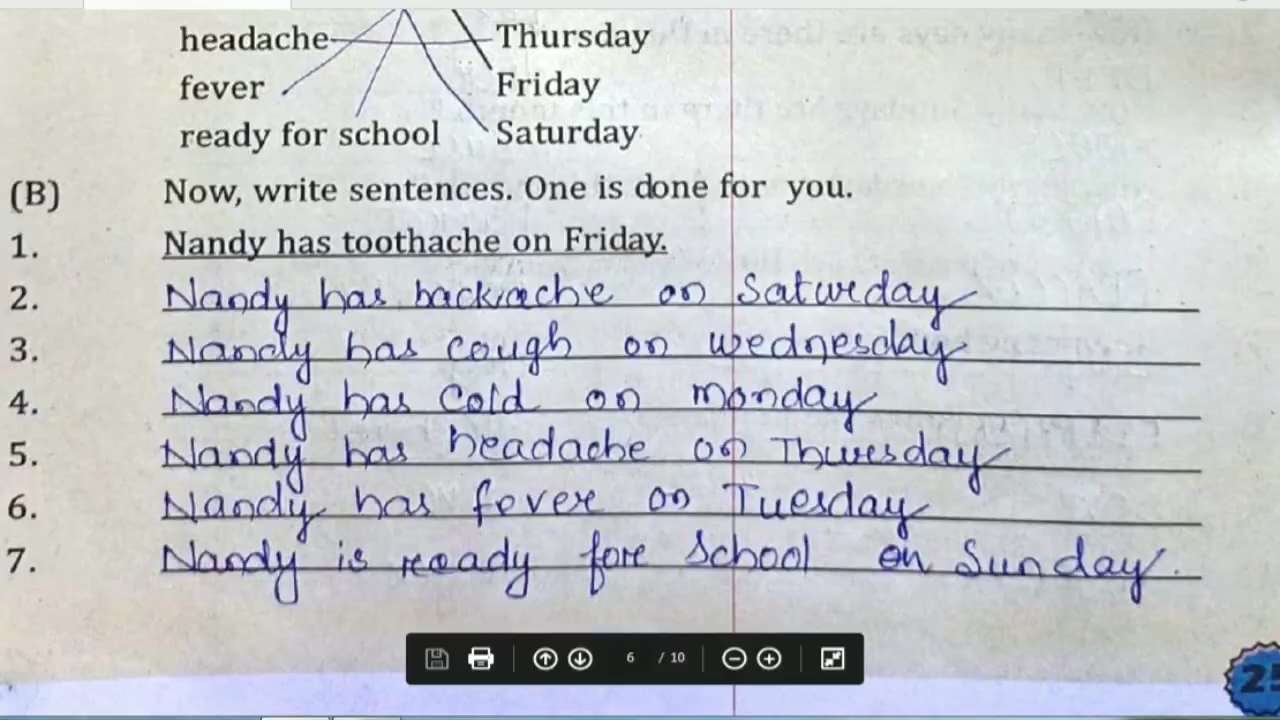 headache Thursday
fever Friday
ready for school Saturday
(B) Now, write sentences. One is done for you.
1. Nandy has toothache on Friday.
2. Nandy has backache on Saturday
3. Nandy has cough on wednesday
4. Nandy has cold on monday
5. Nandy has headache on Thursday
6. Nandy has fever on Tuesday
7. Nandy is ready for school on Sunday.
6 / 10
25